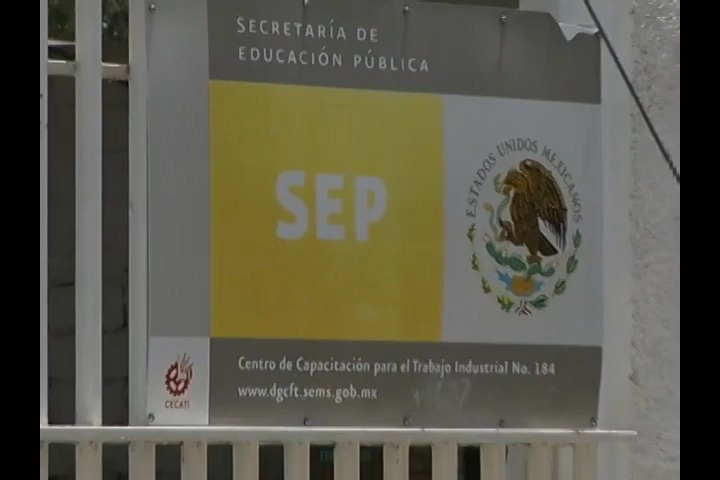 SECRETARÍA DE
EDUCACIÓN PÚBLICA
SEP
ESTADOS UNIDOS MEXICANOS
Centro de Capacitación para el Trabajo Industrial No. 184
www.dgcft.sems.gob.mx
CECATI